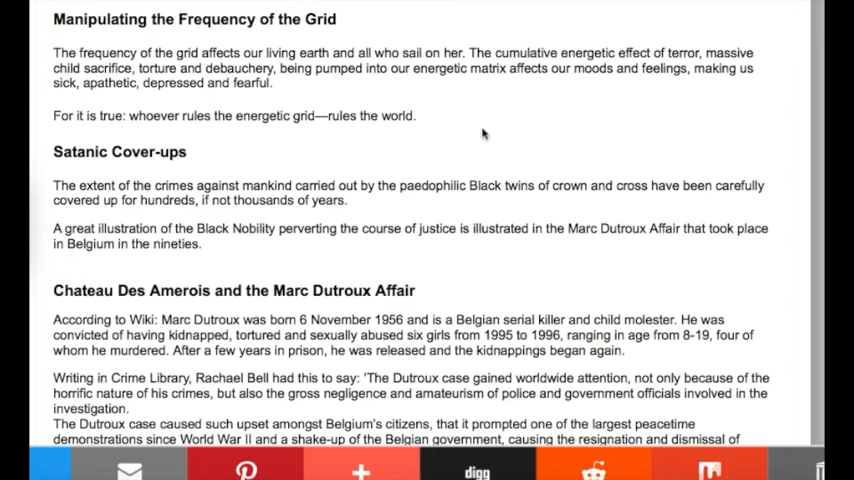 Manipulating the Frequency of the Grid
The frequency of the grid affects our living earth and all who sail on her. The cumulative energetic effect of terror, massive
child sacrifice, torture and debauchery, being pumped into our energetic matrix affects our moods and feelings, making us
sick, apathetic, depressed and fearful.
For it is true: whoever rules the energetic grid—rules the world.
Satanic Cover-ups
The extent of the crimes against mankind carried out by the paedophilic Black twins of crown and cross have been carefully
covered up for hundreds, if not thousands of years.
A great illustration of the Black Nobility perverting the course of justice is illustrated in the Marc Dutroux Affair that took place
in Belgium in the nineties.
Chateau Des Amerois and the Marc Dutroux Affair
According to Wiki: Marc Dutroux was born 6 November 1956 and is a Belgian serial killer and child molester. He was
convicted of having kidnapped, tortured and sexually abused six girls from 1995 to 1996, ranging in age from 8-19, four of
whom he murdered. After a few years in prison, he was released and the kidnappings began again.
Writing in Crime Library, Rachael Bell had this to say: 'The Dutroux case gained worldwide attention, not only because of the
horrific nature of his crimes, but also the gross negligence and amateurism of police and government officials involved in the
investigation.
The Dutroux case caused such upset amongst Belgium's citizens, that it prompted one of the largest peacetime
demonstrations since World War II and a shake-up of the Belgian government, causing the resignation and dismissal of
digg